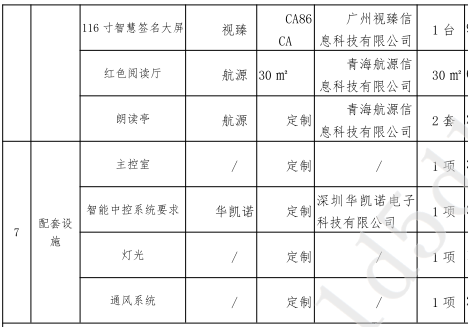 116 寸智慧签名大屏 视臻 CA86 CA 广州视臻信息科技有限公司 1 台
红色阅读厅 航源 30 ㎡ 青海航源信息科技有限公司 30 ㎡
朗读亭 航源 定制 青海航源信息科技有限公司 2 套
7 配套设施 主控室 / 定制 / 1 项
智能中控系统要求 华凯诺 定制 深圳华凯诺电子科技有限公司 1 项
灯光 / 定制 / 1 项
通风系统 / 定制 / 1 项